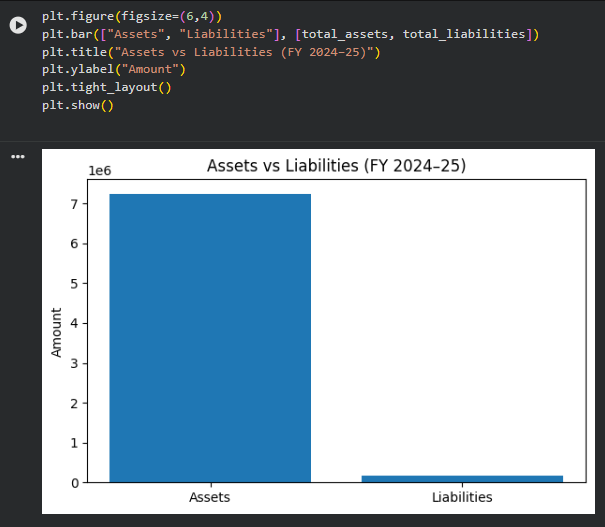 plt.figure(figsize=(6,4))
plt.bar(["Assets", "Liabilities"], [total_assets, total_liabilities])
plt.title("Assets vs Liabilities (FY 2024–25)")
plt.ylabel("Amount")
plt.tight_layout()
plt.show()
Assets vs Liabilities (FY 2024–25)
1e6
7
6
5
4
3
2
1
0
Amount
Assets Liabilities